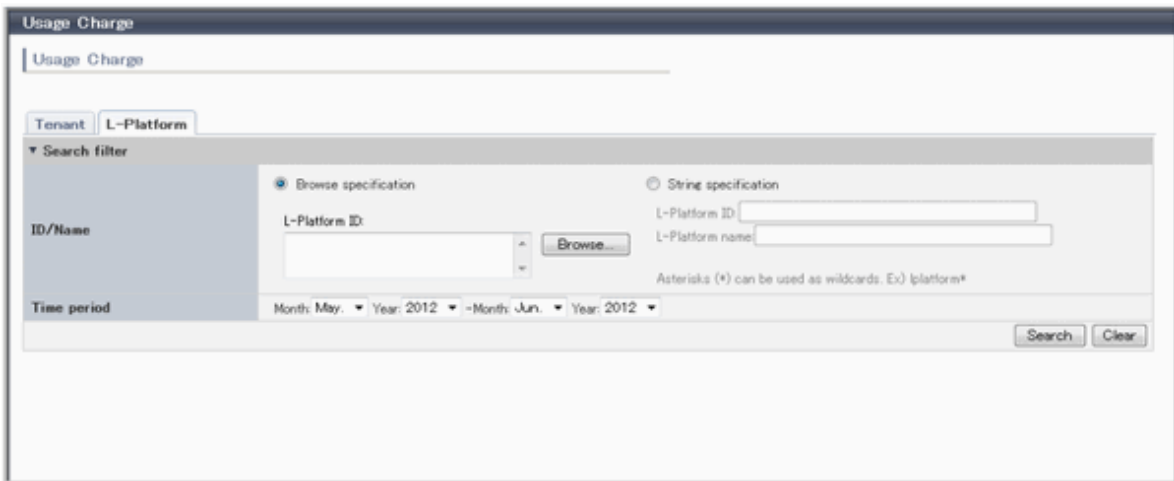 Usage Charge
Usage Charge
Tenant L-Platform
▼ Search filter
Browse specification String specification
ID/Name
L-Platform ID:
Browse...
L-Platform ID:
L-Platform name:
Asterisks (*) can be used as wildcards. Ex) lplatform*
Time period Month: May. ▼ Year: 2012 ▼ -Month: Jun. ▼ Year: 2012 ▼
Search Clear